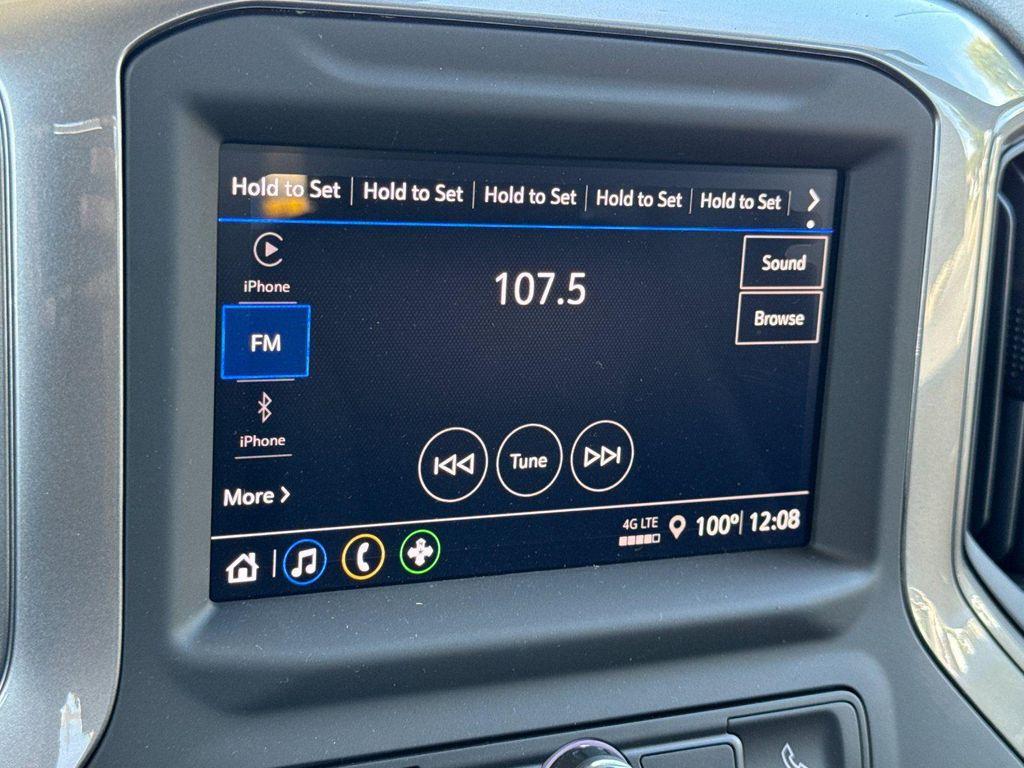 Hold to Set Hold to Set Hold to Set Hold to Set Hold to Set
iPhone
107.5
Sound
FM
Browse
iPhone
Tune
More
4G LTE 100° 12:08